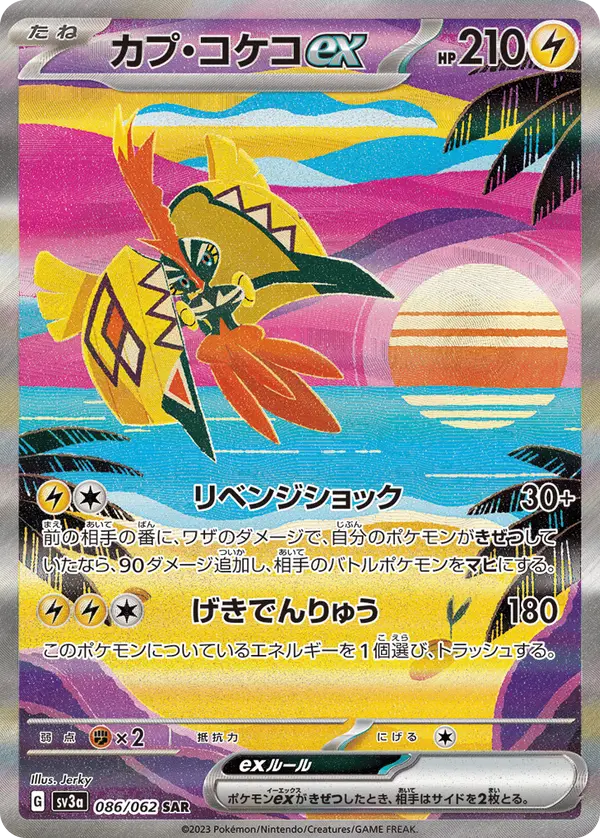 たね
カプ・コケコex
HP 210
リベンジショック 30+
前の相手の番に、ワザのダメージで、自分のポケモンがきぜつして
いたなら、90ダメージ追加し、相手のバトルポケモンをマヒにする。
げきでんりゅう 180
このポケモンについているエネルギーを1個選び、トラッシュする。
弱点 ×2 抵抗力 にげる
Illus. Jerky
exルール
G sv3a 086/062 SAR
ポケモンexがきぜつしたとき、相手はサイドを2枚とる。
©2023 Pokémon/Nintendo/Creatures/GAME FREAK.